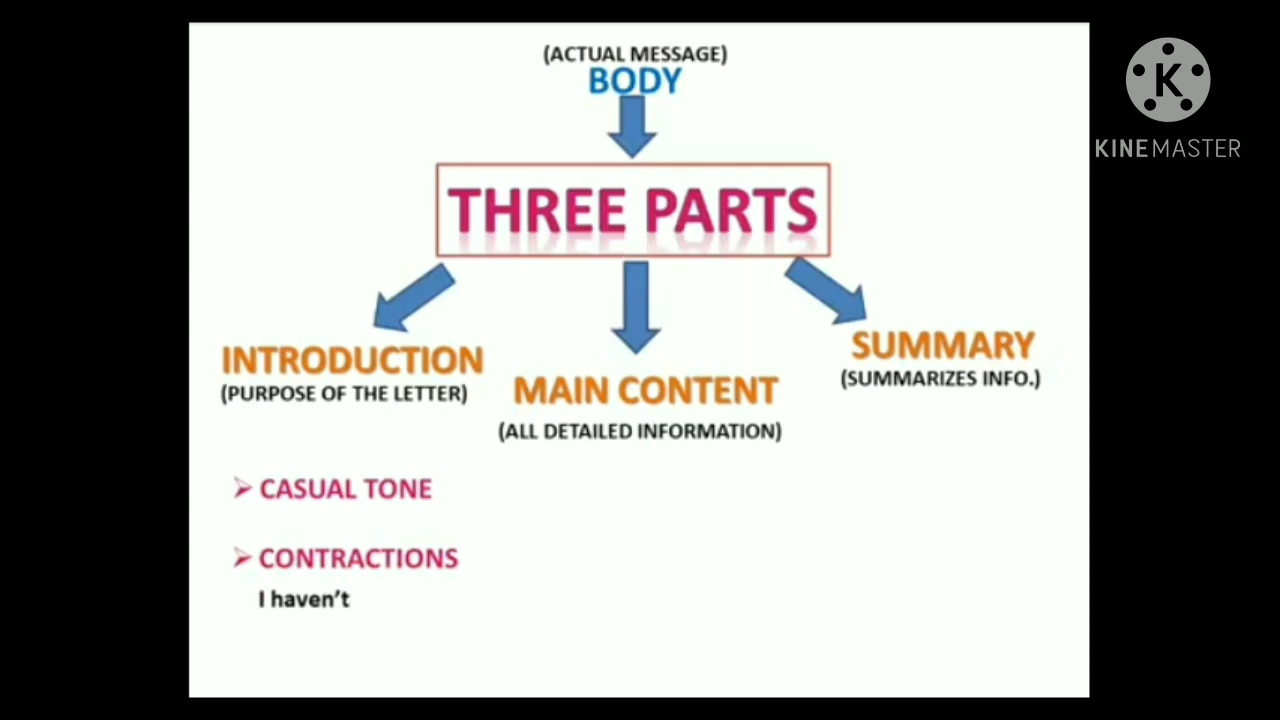 (ACTUAL MESSAGE)
BODY
THREE PARTS
INTRODUCTION
(PURPOSE OF THE LETTER)
MAIN CONTENT
(ALL DETAILED INFORMATION)
SUMMARY
(SUMMARIZES INFO.)
CASUAL TONE
CONTRACTIONS
I haven't
K
KINEMASTER